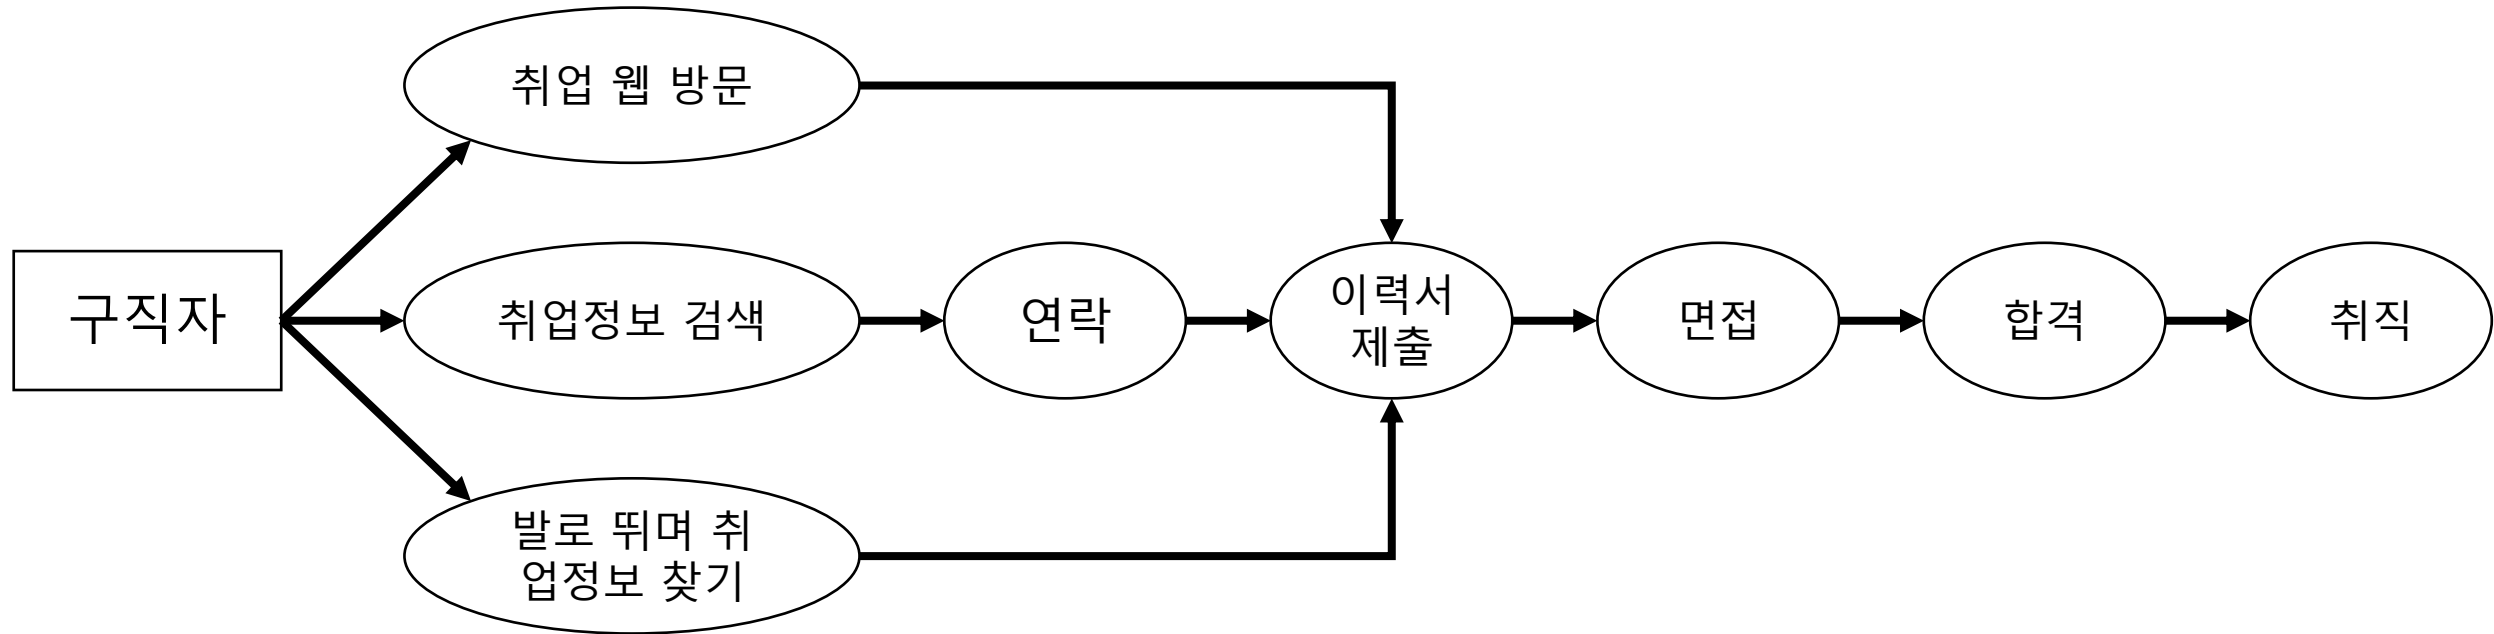 구직자
취업 웹 방문
취업정보 검색
발로 뛰며 취
업정보 찾기
연락
이력서
제출
면접
합격
취직